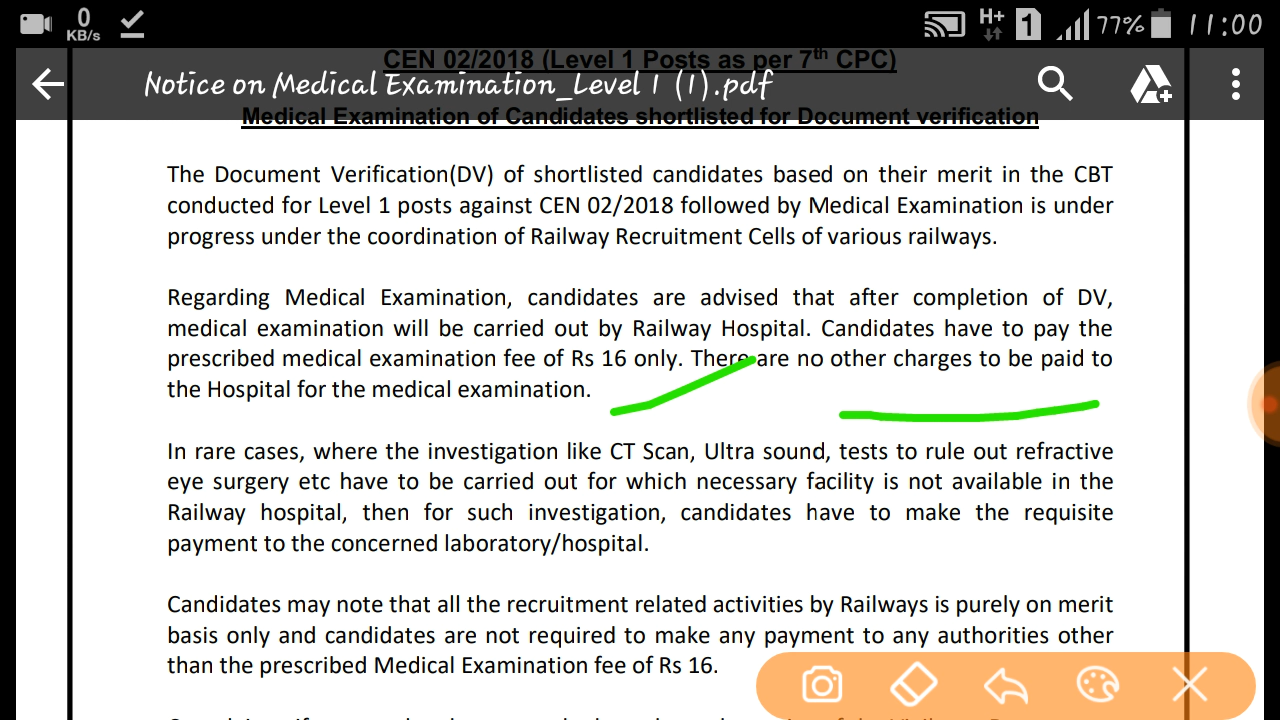 0 KB/s H+ 1 77% 11:00
CEN 02/2018 (Level 1 Posts as per 7th CPC)
Notice on Medical Examination_Level 1 (1).pdf
Medical Examination of Candidates shortlisted for Document verification
The Document Verification(DV) of shortlisted candidates based on their merit in the CBT
conducted for Level 1 posts against CEN 02/2018 followed by Medical Examination is under
progress under the coordination of Railway Recruitment Cells of various railways.
Regarding Medical Examination, candidates are advised that after completion of DV,
medical examination will be carried out by Railway Hospital. Candidates have to pay the
prescribed medical examination fee of Rs 16 only. There are no other charges to be paid to
the Hospital for the medical examination.
In rare cases, where the investigation like CT Scan, Ultra sound, tests to rule out refractive
eye surgery etc have to be carried out for which necessary facility is not available in the
Railway hospital, then for such investigation, candidates have to make the requisite
payment to the concerned laboratory/hospital.
Candidates may note that all the recruitment related activities by Railways is purely on merit
basis only and candidates are not required to make any payment to any authorities other
than the prescribed Medical Examination fee of Rs 16.